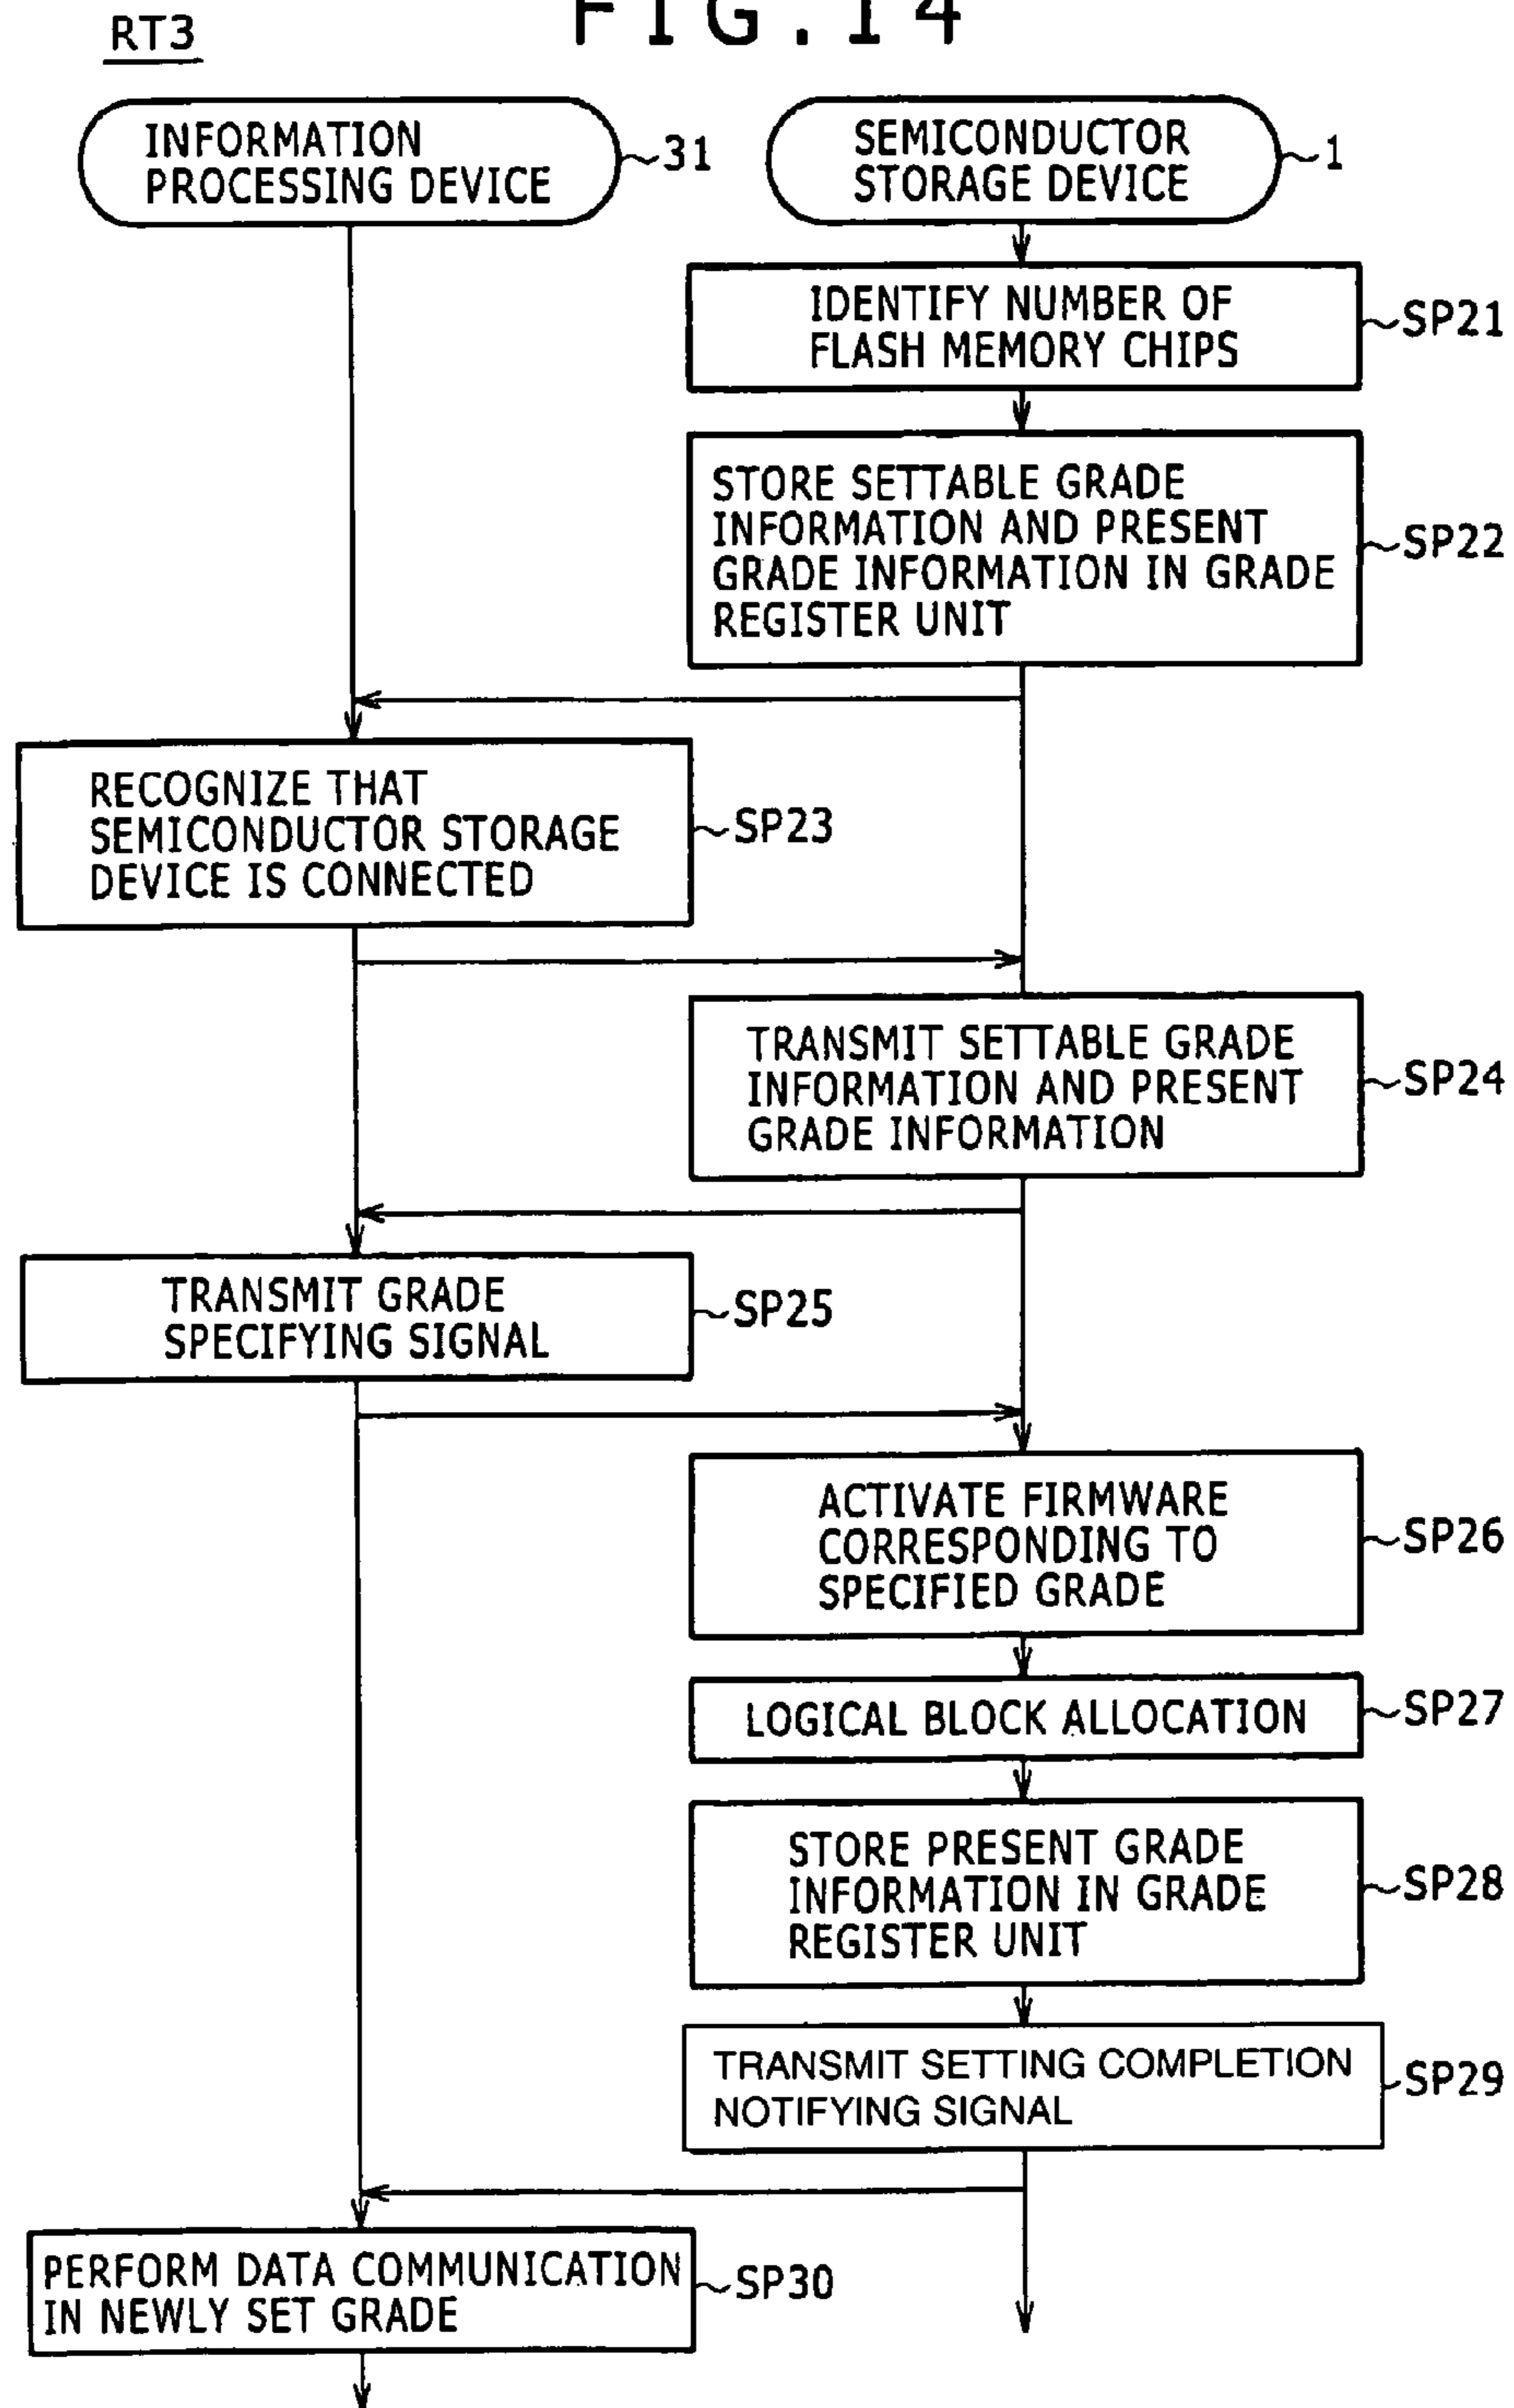 FIG.14
RT3
INFORMATION
PROCESSING DEVICE
31
SEMICONDUCTOR
STORAGE DEVICE
1
IDENTIFY NUMBER OF
FLASH MEMORY CHIPS
SP21
STORE SETTABLE GRADE
INFORMATION AND PRESENT
GRADE INFORMATION IN GRADE
REGISTER UNIT
SP22
RECOGNIZE THAT
SEMICONDUCTOR STORAGE
DEVICE IS CONNECTED
SP23
TRANSMIT SETTABLE GRADE
INFORMATION AND PRESENT
GRADE INFORMATION
SP24
TRANSMIT GRADE
SPECIFYING SIGNAL
SP25
ACTIVATE FIRMWARE
CORRESPONDING TO
SPECIFIED GRADE
SP26
LOGICAL BLOCK ALLOCATION
SP27
STORE PRESENT GRADE
INFORMATION IN GRADE
REGISTER UNIT
SP28
TRANSMIT SETTING COMPLETION
NOTIFYING SIGNAL
SP29
PERFORM DATA COMMUNICATION
IN NEWLY SET GRADE
SP30